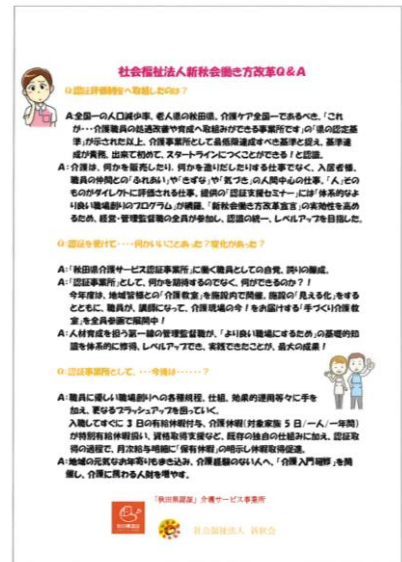 社会福祉法人新秋会働き方改革Q&A
Q:認証評価制度へ取組したのは？
A:全国一の人口減少率、老人県の秋田県、介護ケア全国一であるべき、「これ
が・・・介護職員の処遇改善や育成へ取組みができる事業所です」の「県の認定基
準」が示された以上、介護事業所として最低限達成すべき基準と捉え、基準達
成が責務、出来て初めて、スタートラインにつくことができる！と認識。
A:介護は、何かを販売したり、何かを造りだしたりする仕事でなく、入居者様、
職員の仲間との「ふれあい」や「きずな」や「気づき」の人間中心の仕事、「人」その
ものがダイレクトに評価される仕事、提供の「認証支援セミナー」には「体系的なよ
り良い職場創りのプログラム」が網羅、「新秋会働き方改革宣言」の実効性を高め
るため、経営・管理監督職の全員が参加し、認識の統一、レベルアップを目指した。
Q:認証を受けて・・・・何かいいことあった？変化があった？
A:「秋田県介護サービス認証事業所」に働く職員としての自覚、誇りの醸成。
A:「認証事業所」として、何かを期待するのでなく、何ができるのか？！
今年度は、地域皆様との「介護教室」を施設内で開催、施設の「見える化」をする
とともに、職員が、講師になって、介護現場の今！をお届けする「手づくり介護教
室」を全員参画で展開中！
A:人材育成を担う第一線の管理監督職が、「より良い職場にするため」の基礎的知
識を体系的に修得、レベルアップでき、実践できたことが、最大の成果！
Q:認証事業所として、・・・今後は・・・・・・？
A:職員に優しい職場創りへの各種規程、仕組、効果的運用等々に手を
加え、更なるブラッシュアップを図っていく。
入職してすぐに3日の有給休暇付与、介護休暇(対象家族5日/一人/一年間)
が特別有給休暇扱い、資格取得支援など、既存の独自の仕組みに加え、認証取
得の過程で、月次給与明細に「保有休暇」の明示し休暇取得促進。
A:地域の元気なお年寄りもまき込み、介護経験のない人へ、「介護入門研修」を開
催し、介護に携わる人財を増やす。
「秋田県認証」介護サービス事業所
社会福祉法人 新秋会